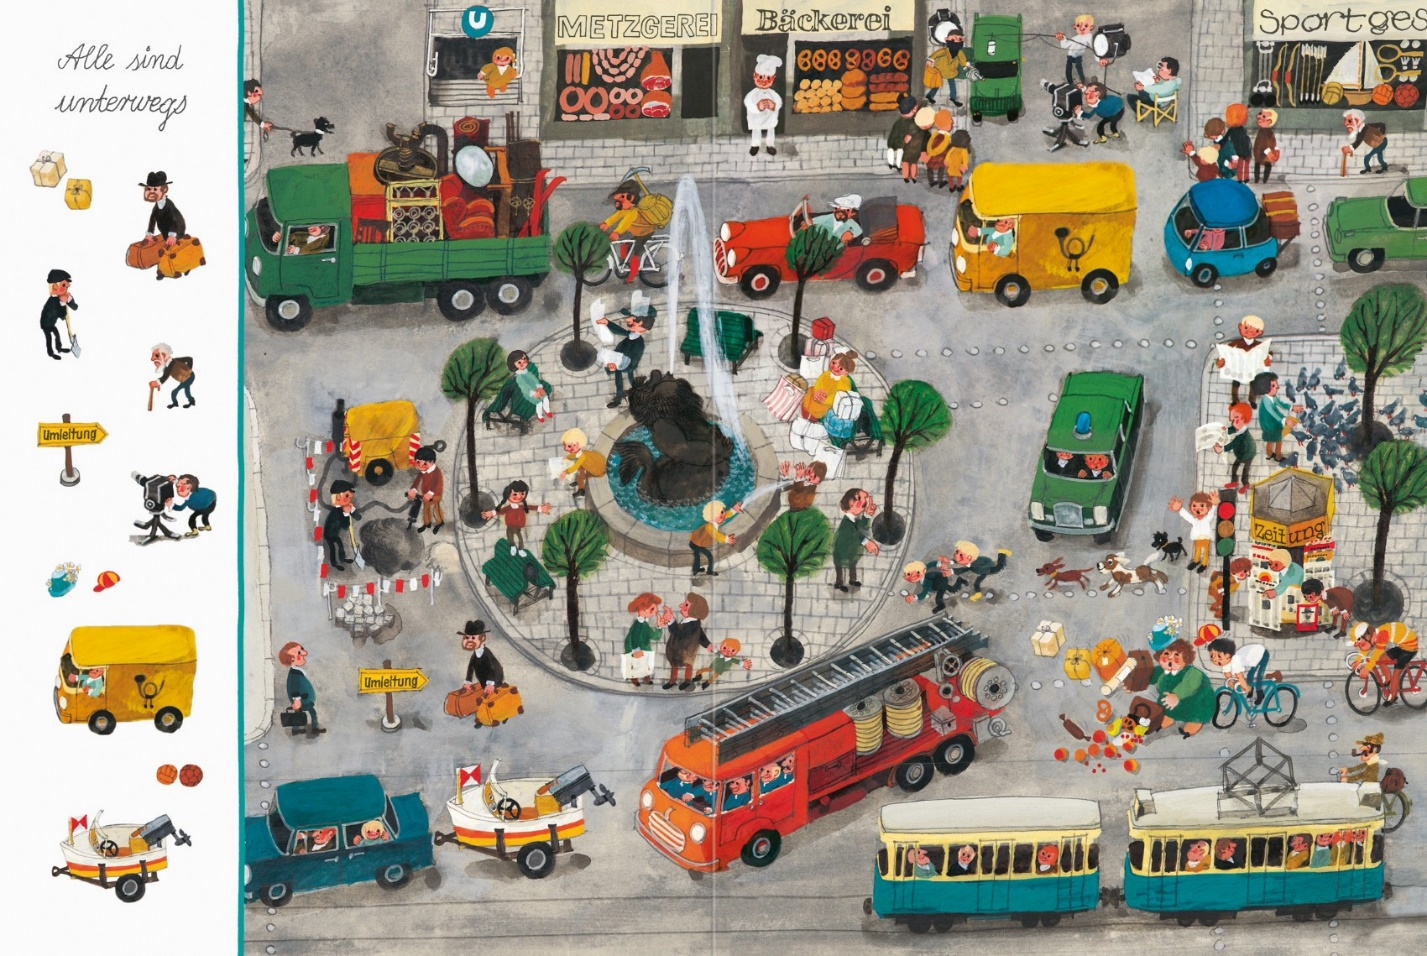 Alle sind
unterwegs
Umleitung
U
METZGEREI
Bäckerei
Sportges
Zeitung
Umleitung